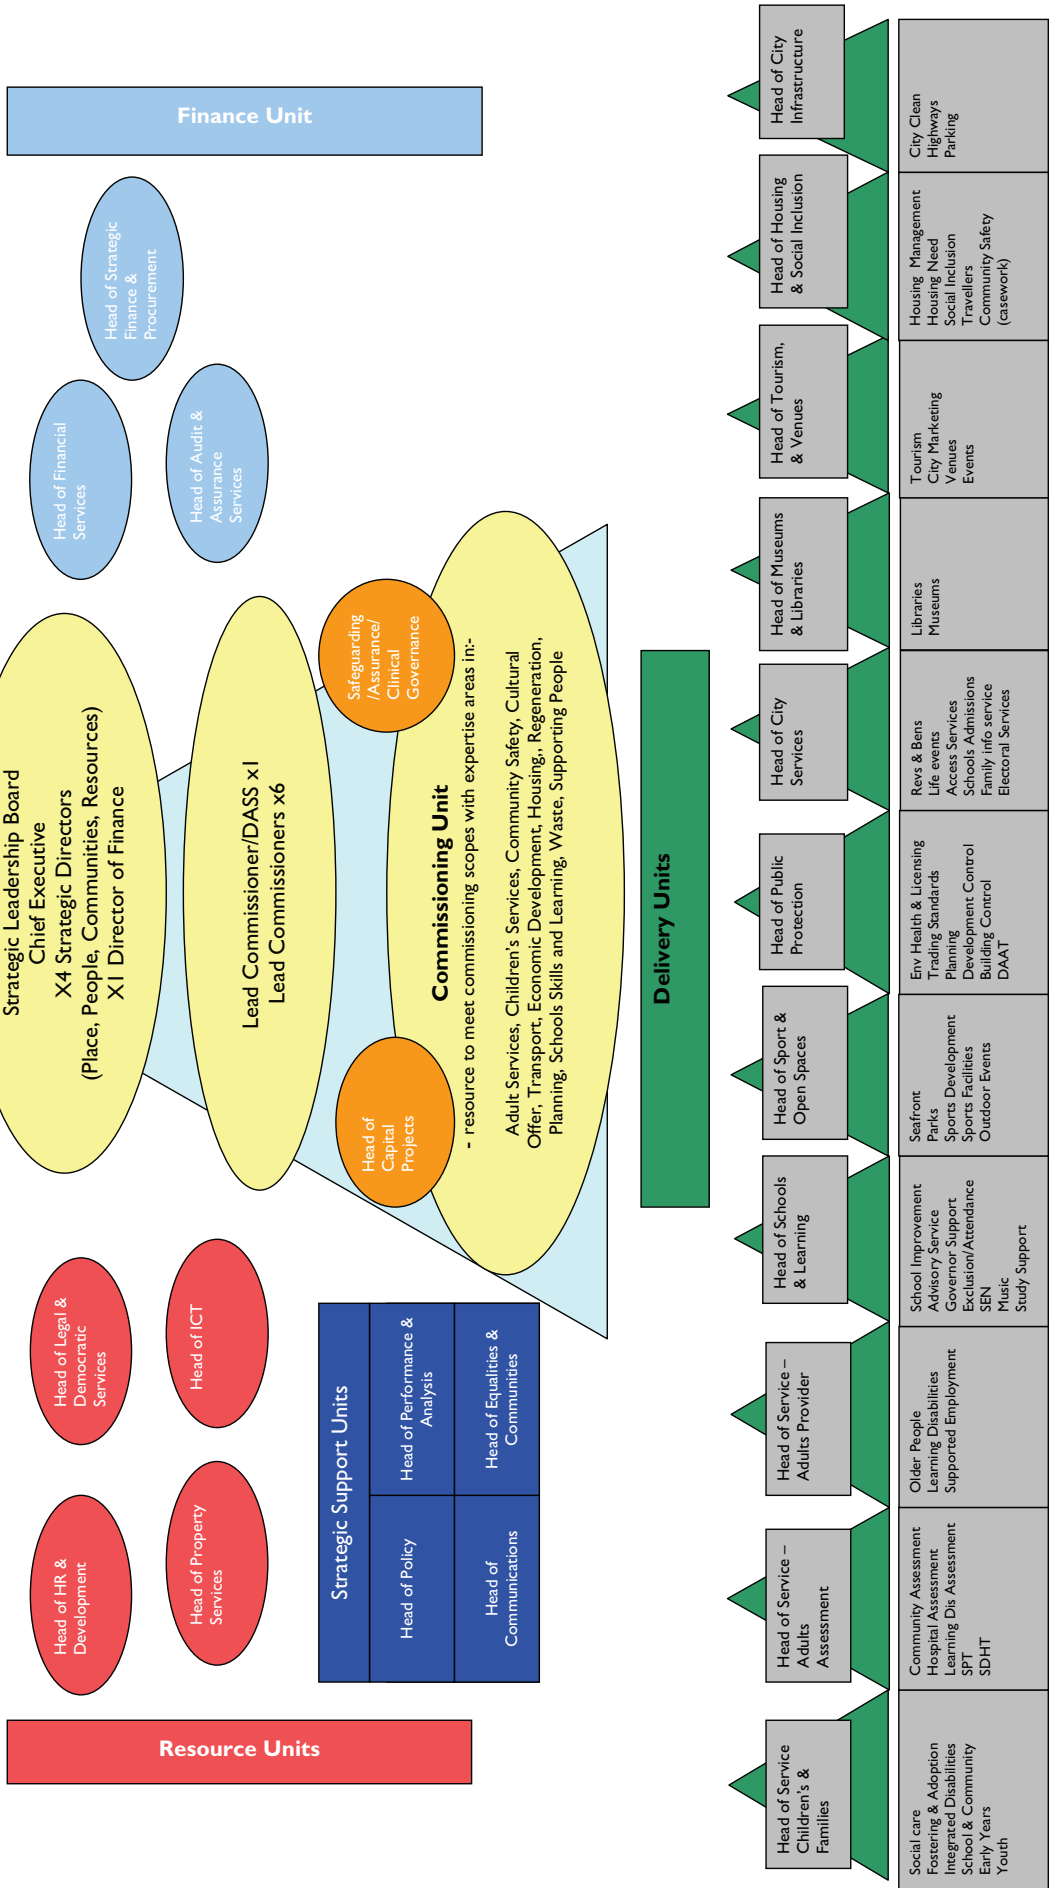 Strategic Leadership Board
Chief Executive
X4 Strategic Directors
(Place, People, Communities, Resources)
X1 Director of Finance
Resource Units
Head of HR &
Development
Head of Legal &
Democratic
Services
Head of Property
Services
Head of ICT
Head of Financial
Services
Head of Strategic
Finance &
Procurement
Head of Audit &
Assurance
Services
Finance Unit
Lead Commissioner/DASS x1
Lead Commissioners x6
Strategic Support Units
Head of Policy
Head of Performance &
Analysis
Head of
Communications
Head of Equalities &
Communities
Head of
Capital
Projects
Safeguarding
/Assurance/
Clinical
Governance
Commissioning Unit
- resource to meet commissioning scopes with expertise areas in:-
Adult Services, Children's Services, Community Safety, Cultural
Offer, Transport, Economic Development, Housing,, Regeneration,
Planning, Schools Skills and Learning, Waste, Supporting People
Delivery Units
Head of Service
Children's &
Families
Head of Service –
Adults
Assessment
Head of Service –
Adults Provider
Head of Schools
& Learning
Head of Sport &
Open Spaces
Head of Public
Protection
Head of City
Services
Head of Museums
& Libraries
Head of Tourism,
& Venues
Head of Housing
& Social Inclusion
Head of City
Infrastructure
Social care
Fostering & Adoption
Integrated Disabilities
School & Community
Early Years
Youth
Community Assessment
Hospital Assessment
Learning Dis Assessment
SPT
SDHT
Older People
Learning Disabilities
Supported Employment
School Improvement
Advisory Service
Governor Support
Exclusion/Attendance
SEN
Music
Study Support
Seafront
Parks
Sports Development
Sports Facilities
Outdoor Events
Env Health & Licensing
Trading Standards
Planning
Development Control
Building Control
DAAT
Revs & Bens
Life events
Access Services
Schools Admissions
Family info service
Electoral Services
Libraries
Museums
Tourism
City Marketing
Venues
Events
Housing Management
Housing Need
Social Inclusion
Travellers
Community Safety
(casework)
City Clean
Highways
Parking